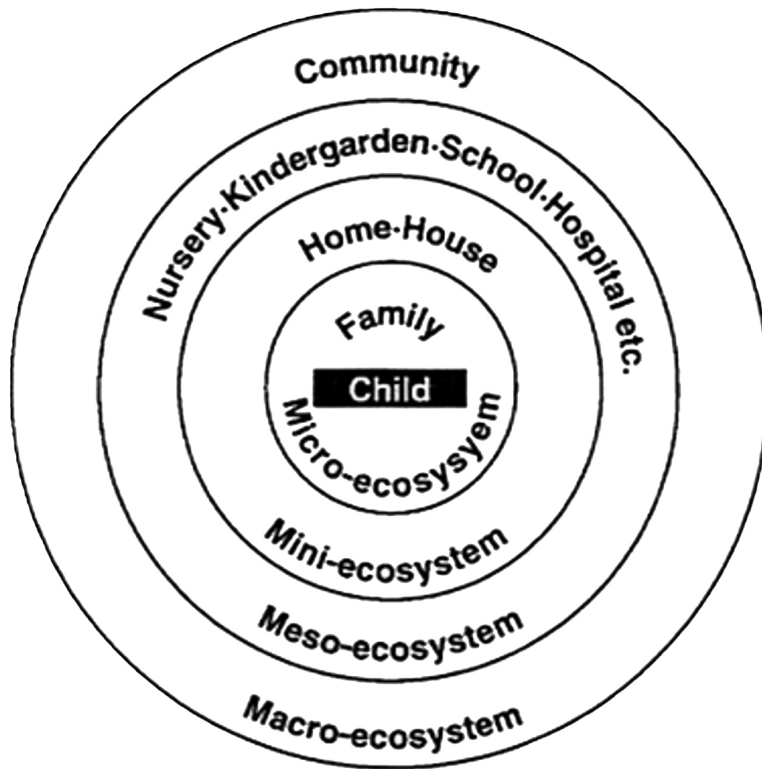 Community
Nursery·Kindergarden·School·Hospital etc.
Home·House
Family
Child
Micro-ecosysyem
Mini-ecosystem
Meso-ecosystem
Macro-ecosystem